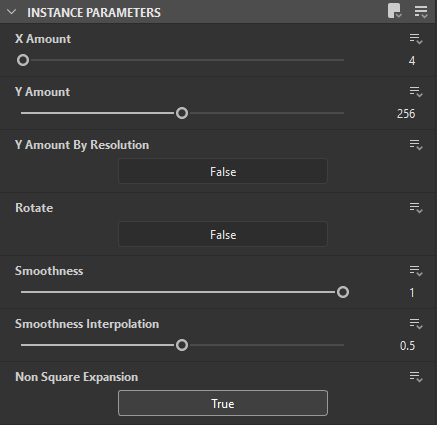 INSTANCE PARAMETERS
X Amount
4
Y Amount
256
Y Amount By Resolution
False
Rotate
False
Smoothness
1
Smoothness Interpolation
0.5
Non Square Expansion
True